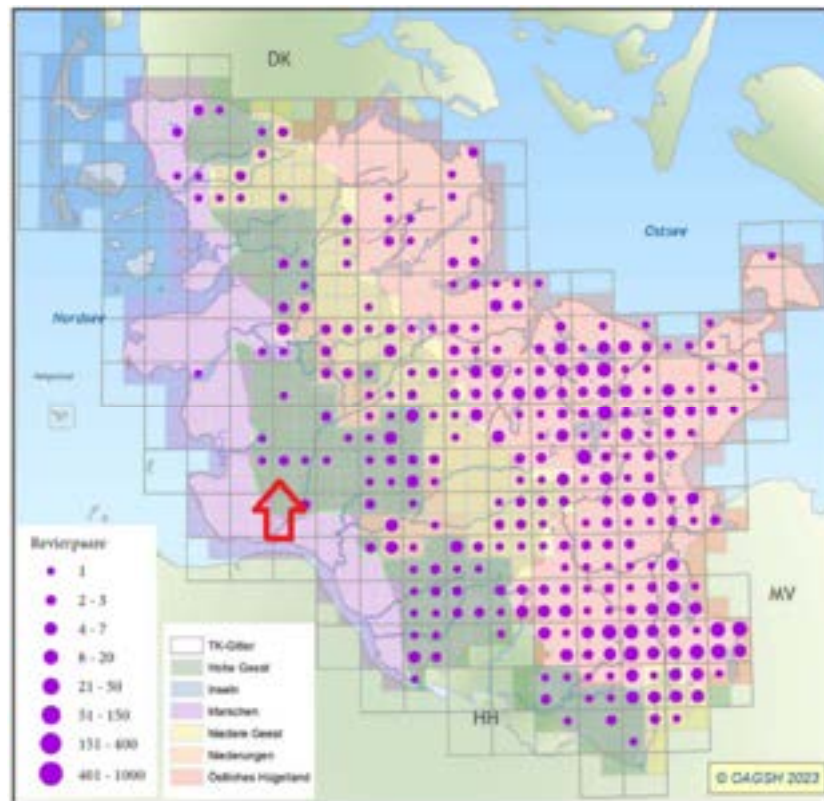 DK
Ostsee
Nordsee
MV
HH
Revierpaare
1
2 - 3
4 - 7
8 - 20
21 - 50
51 - 150
151 - 400
401 - 1000
TK-Gitter
Hohe Geest
Inseln
Marschen
Niedere Geest
Niederungen
Östliches Hügelland
© OAGSH 2023